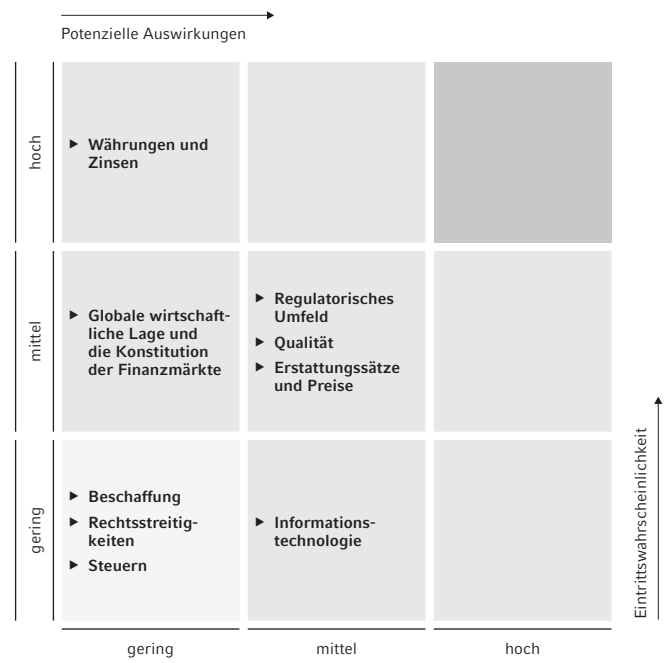 Potenzielle Auswirkungen
hoch
▶ Währungen und
Zinsen
mittel
▶ Globale wirtschaft-
liche Lage und
die Konstitution
der Finanzmärkte
▶ Regulatorisches
Umfeld
▶ Qualität
▶ Erstattungssätze
und Preise
gering
▶ Beschaffung
▶ Rechtsstreitig-
keiten
▶ Steuern
▶ Informations-
technologie
Eintrittswahrscheinlichkeit
gering
mittel
hoch